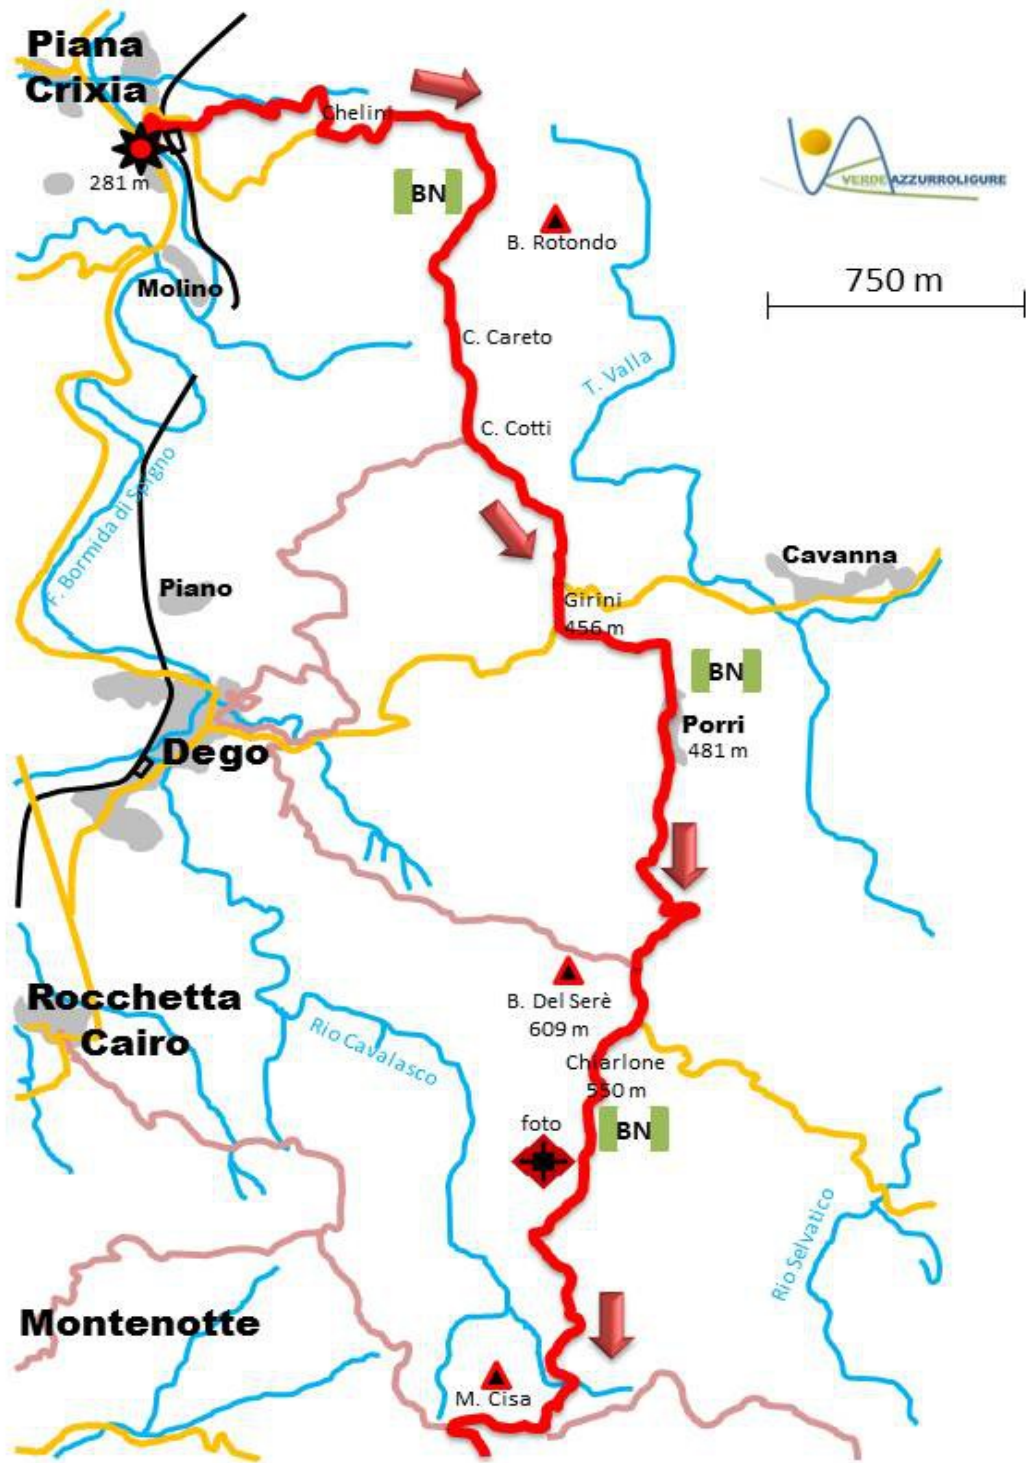 Piana
Crixia
Chelini
281 m
BN
B. Rotondo
VERDEAZZURROLIGURE
750 m
Molino
C. Careto
T. Valla
C. Cotti
F. Bormida di Spigno
Cavanna
Piano
Girini
456 m
BN
Porri
481 m
Dego
Rocchetta
Cairo
B. Del Serè
609 m
Rio Cavalasco
Chiarlone
550 m
foto
BN
Rio Selvatico
Montenotte
M. Cisa